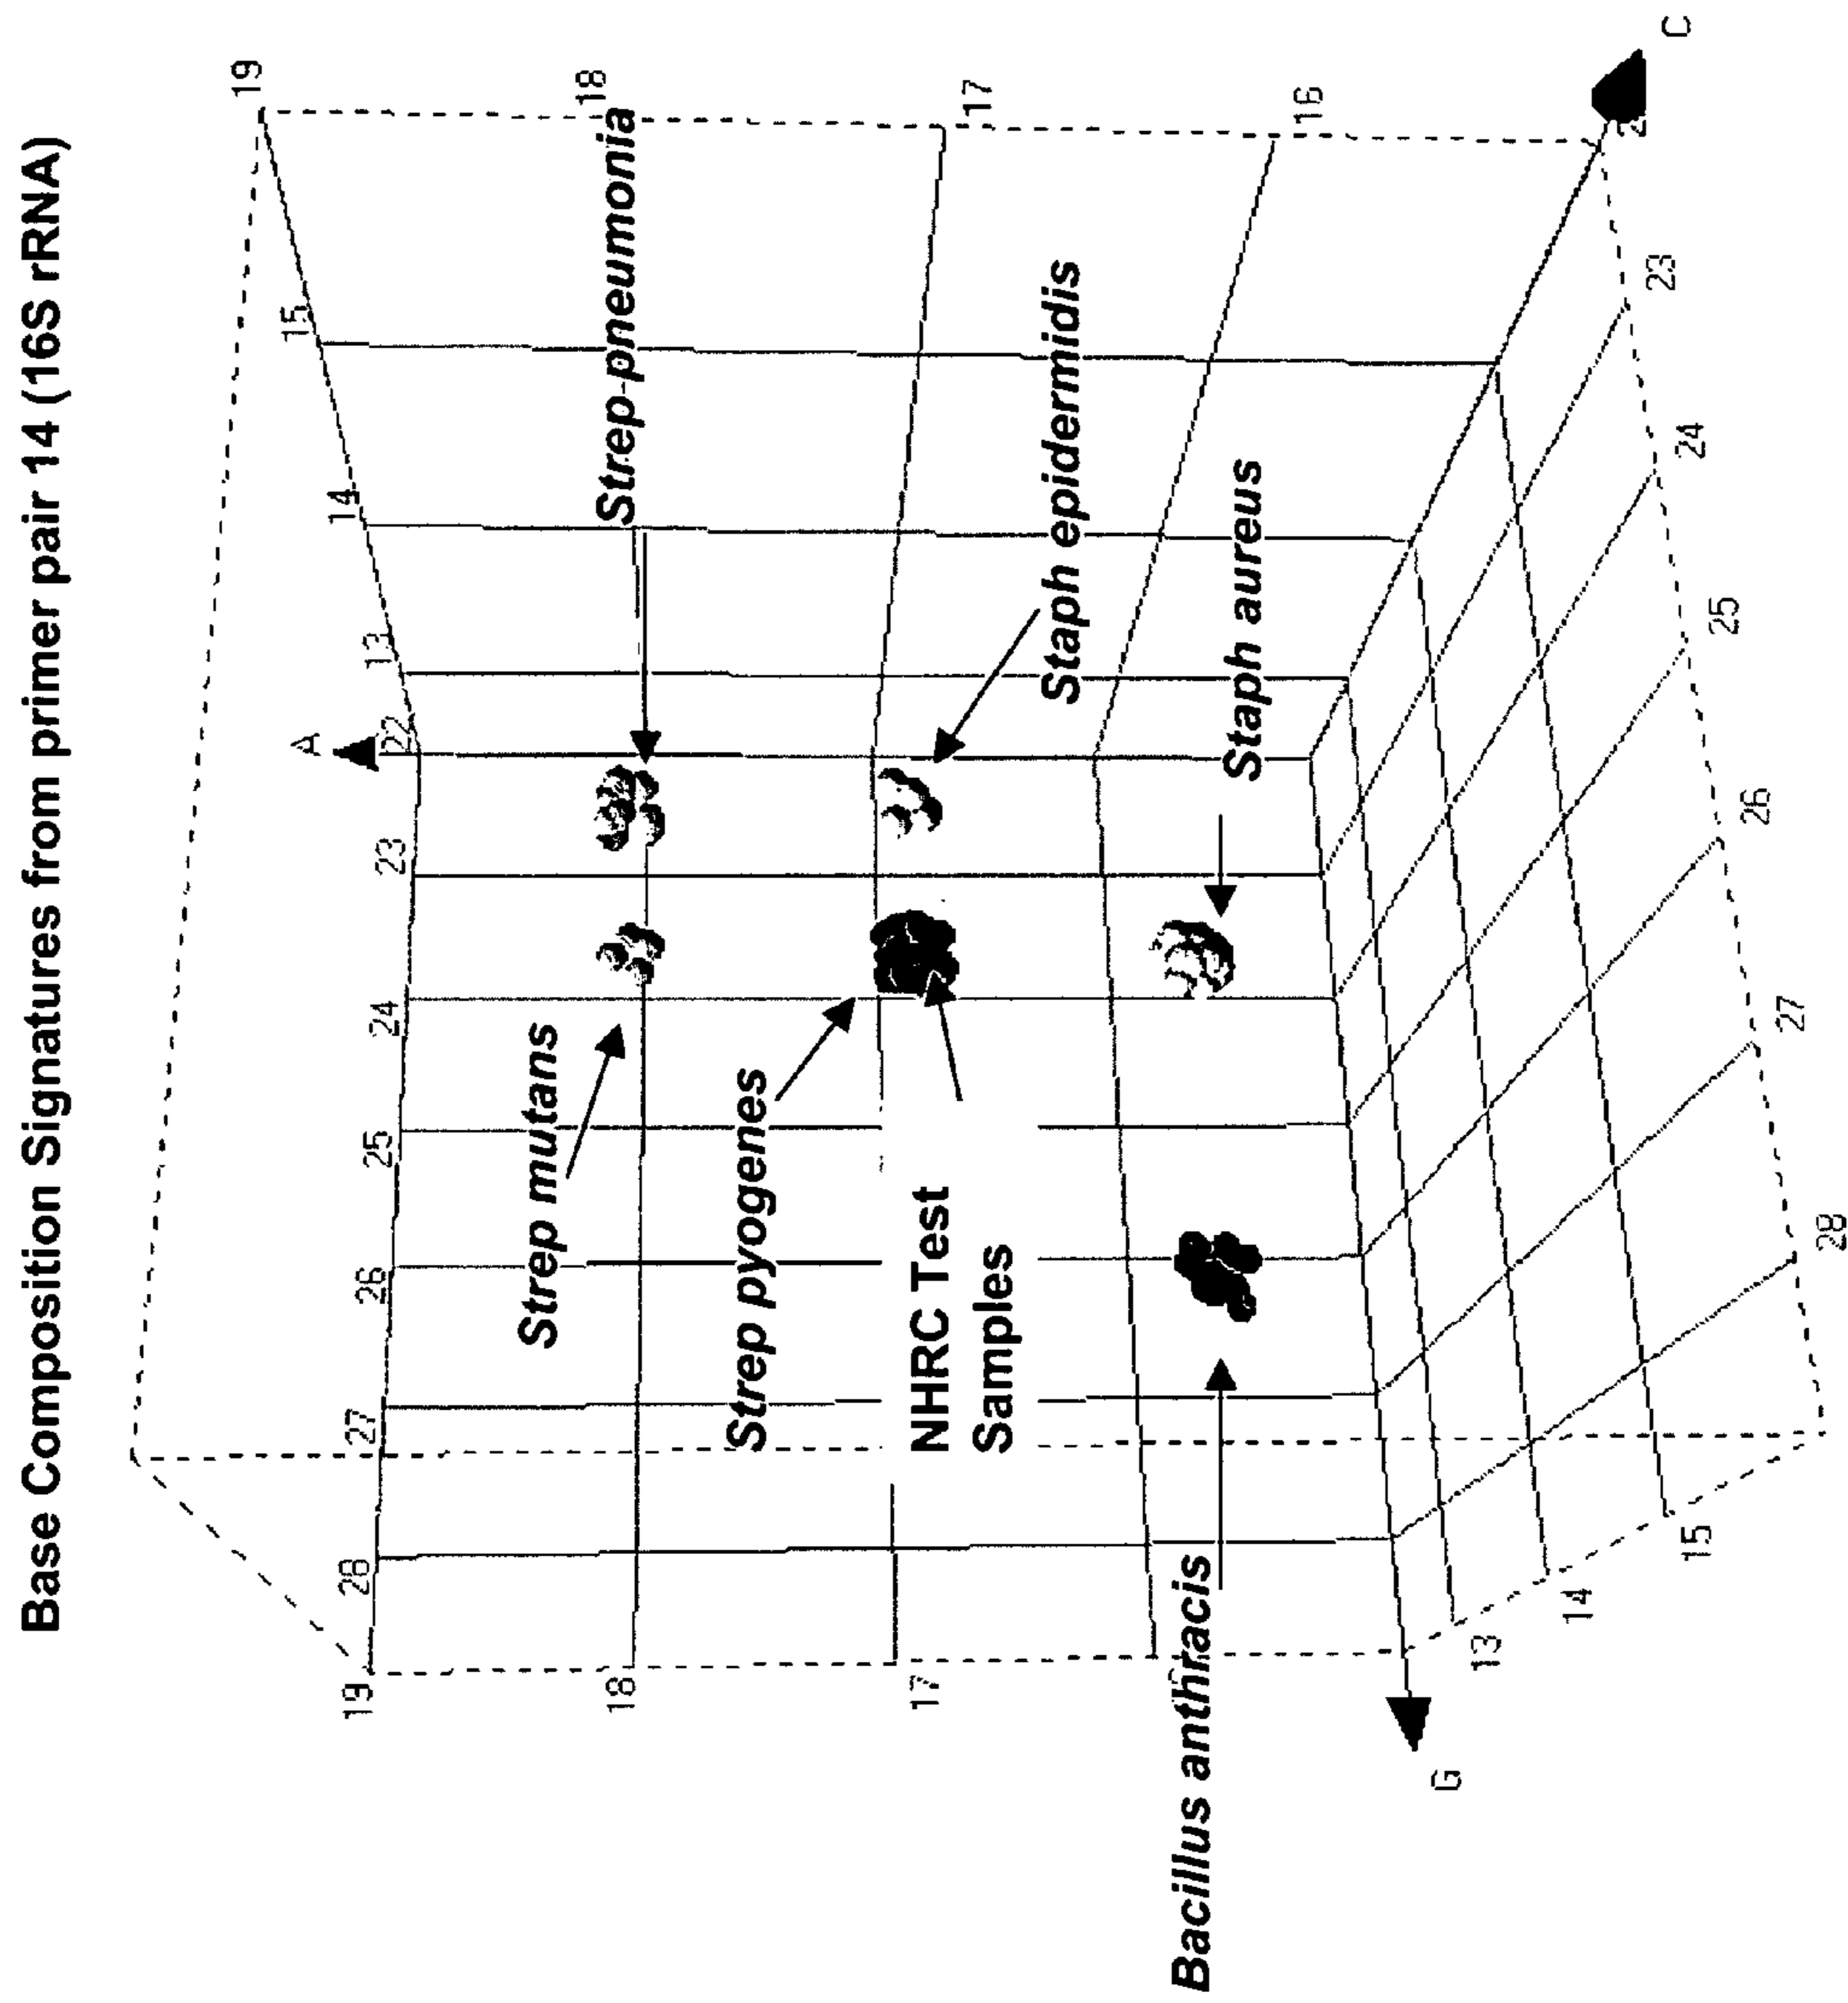 Base Composition Signatures from primer pair 14 (16S rRNA)
A
19
15
14
13
22
23
24
25
26
27
28
19
18
17
16
18
17
Strep pneumonia
Strep mutans
Staph epidermidis
Strep pyogenes
Staph aureus
NHRC Test
Samples
Bacillus anthracis
C
23
24
25
26
27
28
15
14
13
G